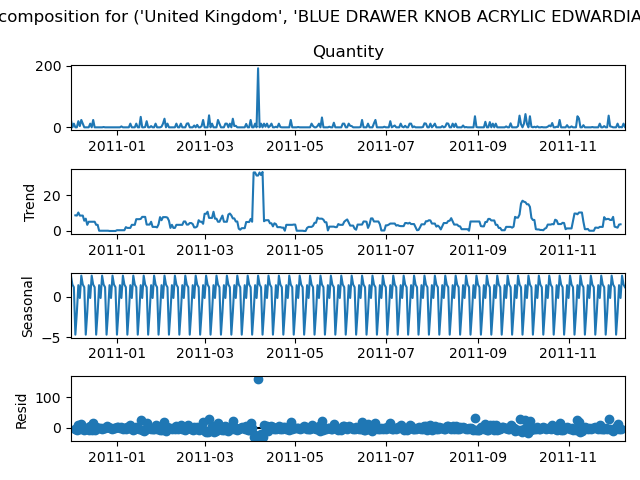 composition for ('United Kingdom', 'BLUE DRAWER KNOB ACRYLIC EDWARDIA
Quantity
200
0
2011-01 2011-03 2011-05 2011-07 2011-09 2011-11
Trend
20
0
2011-01 2011-03 2011-05 2011-07 2011-09 2011-11
Seasonal
0
−5
2011-01 2011-03 2011-05 2011-07 2011-09 2011-11
Resid
100
0
2011-01 2011-03 2011-05 2011-07 2011-09 2011-11